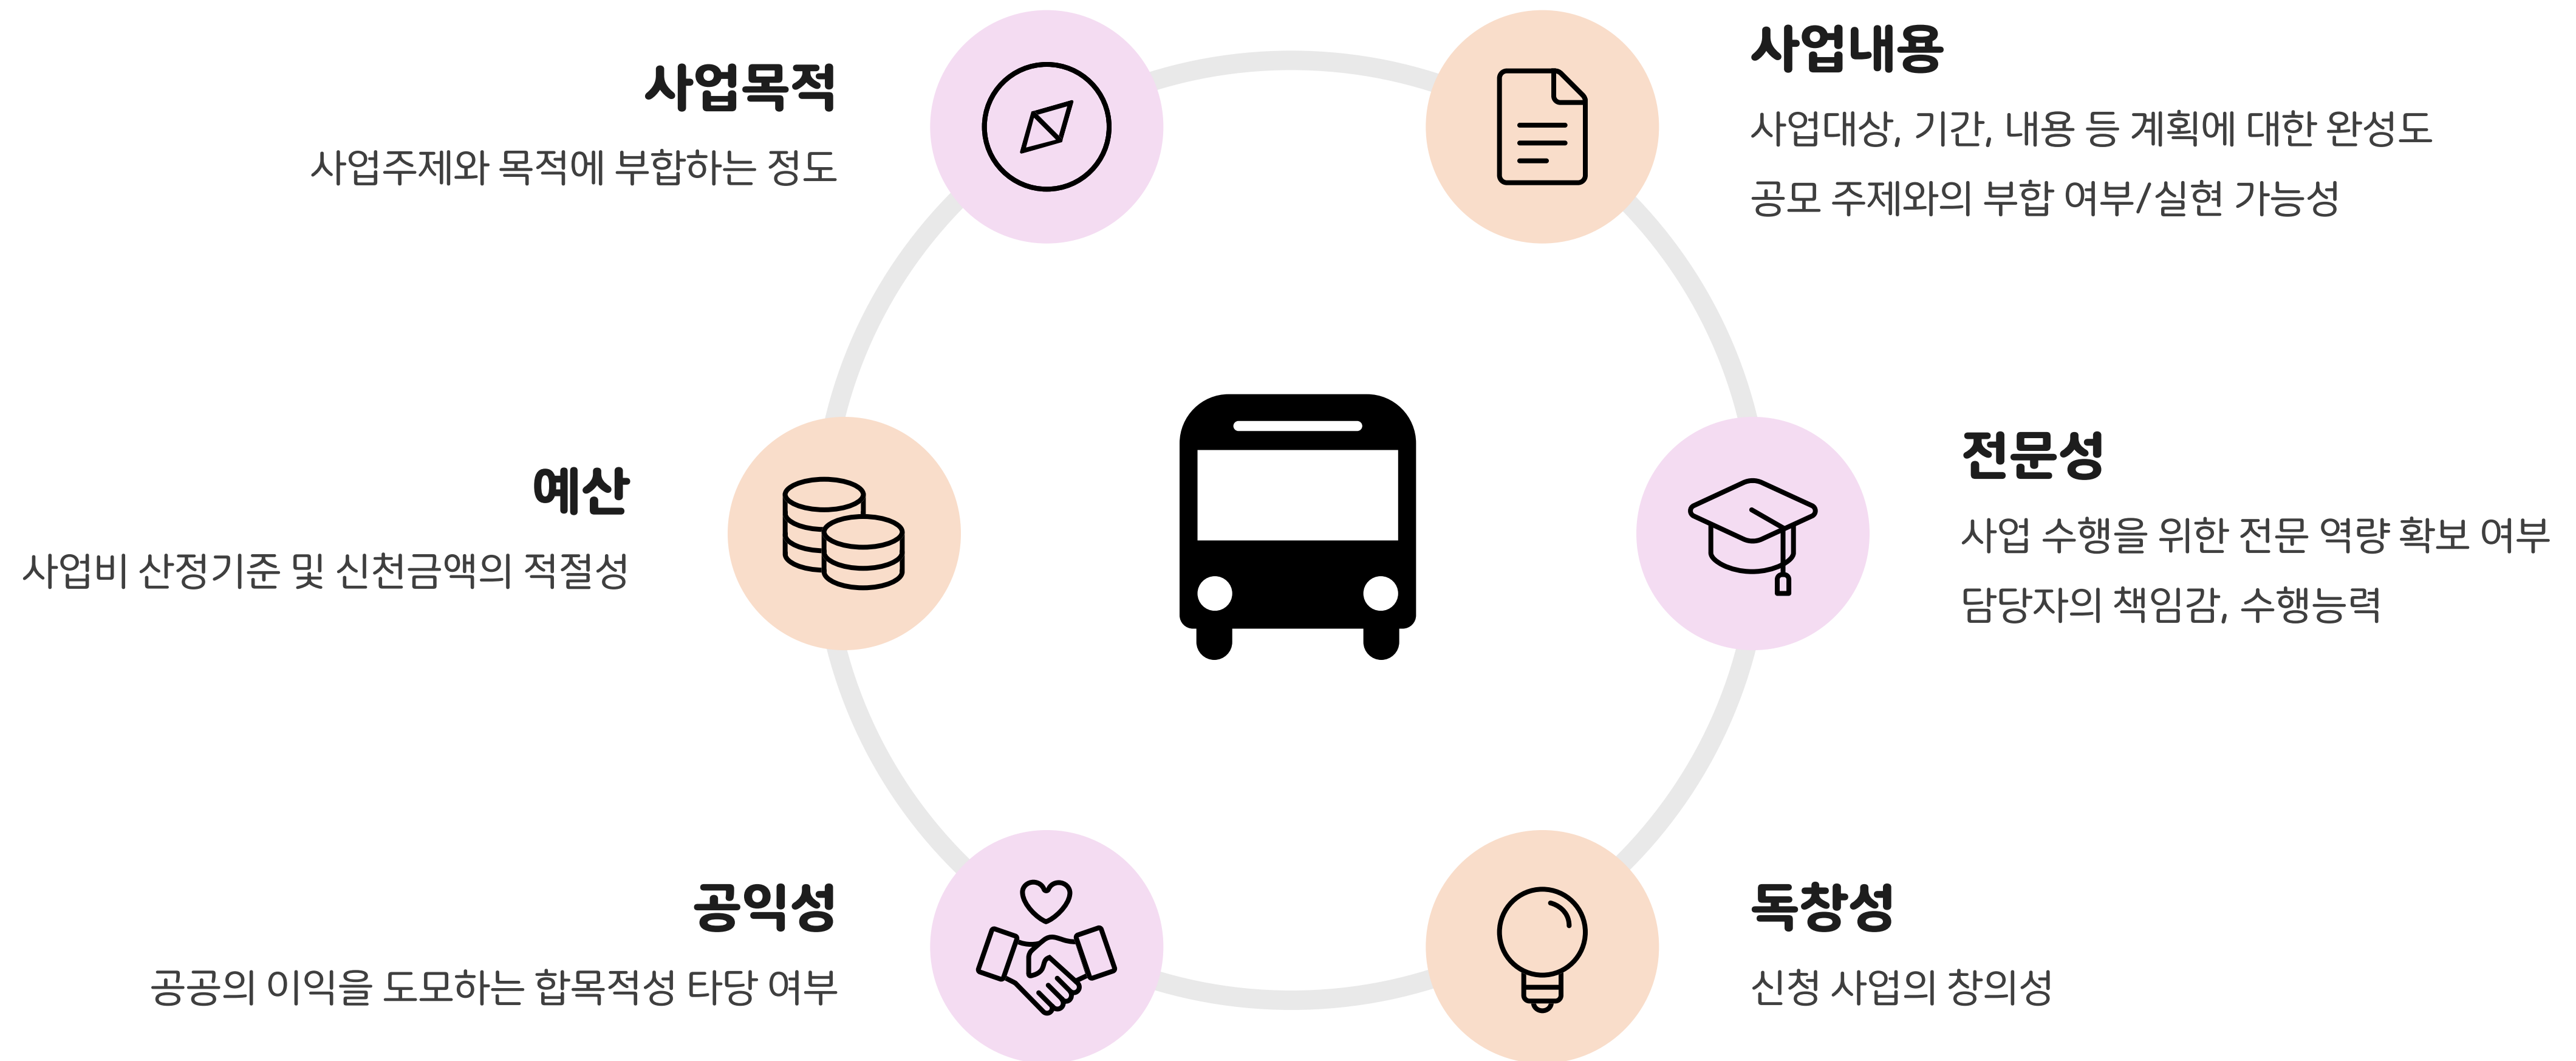 사업목적
사업주제와 목적에 부합하는 정도
사업내용
사업대상, 기간, 내용 등 계획에 대한 완성도
공모 주제와의 부합 여부/실현 가능성
예산
사업비 산정기준 및 신천금액의 적절성
전문성
사업 수행을 위한 전문 역량 확보 여부
담당자의 책임감, 수행능력
공익성
공공의 이익을 도모하는 합목적성 타당 여부
독창성
신청 사업의 창의성